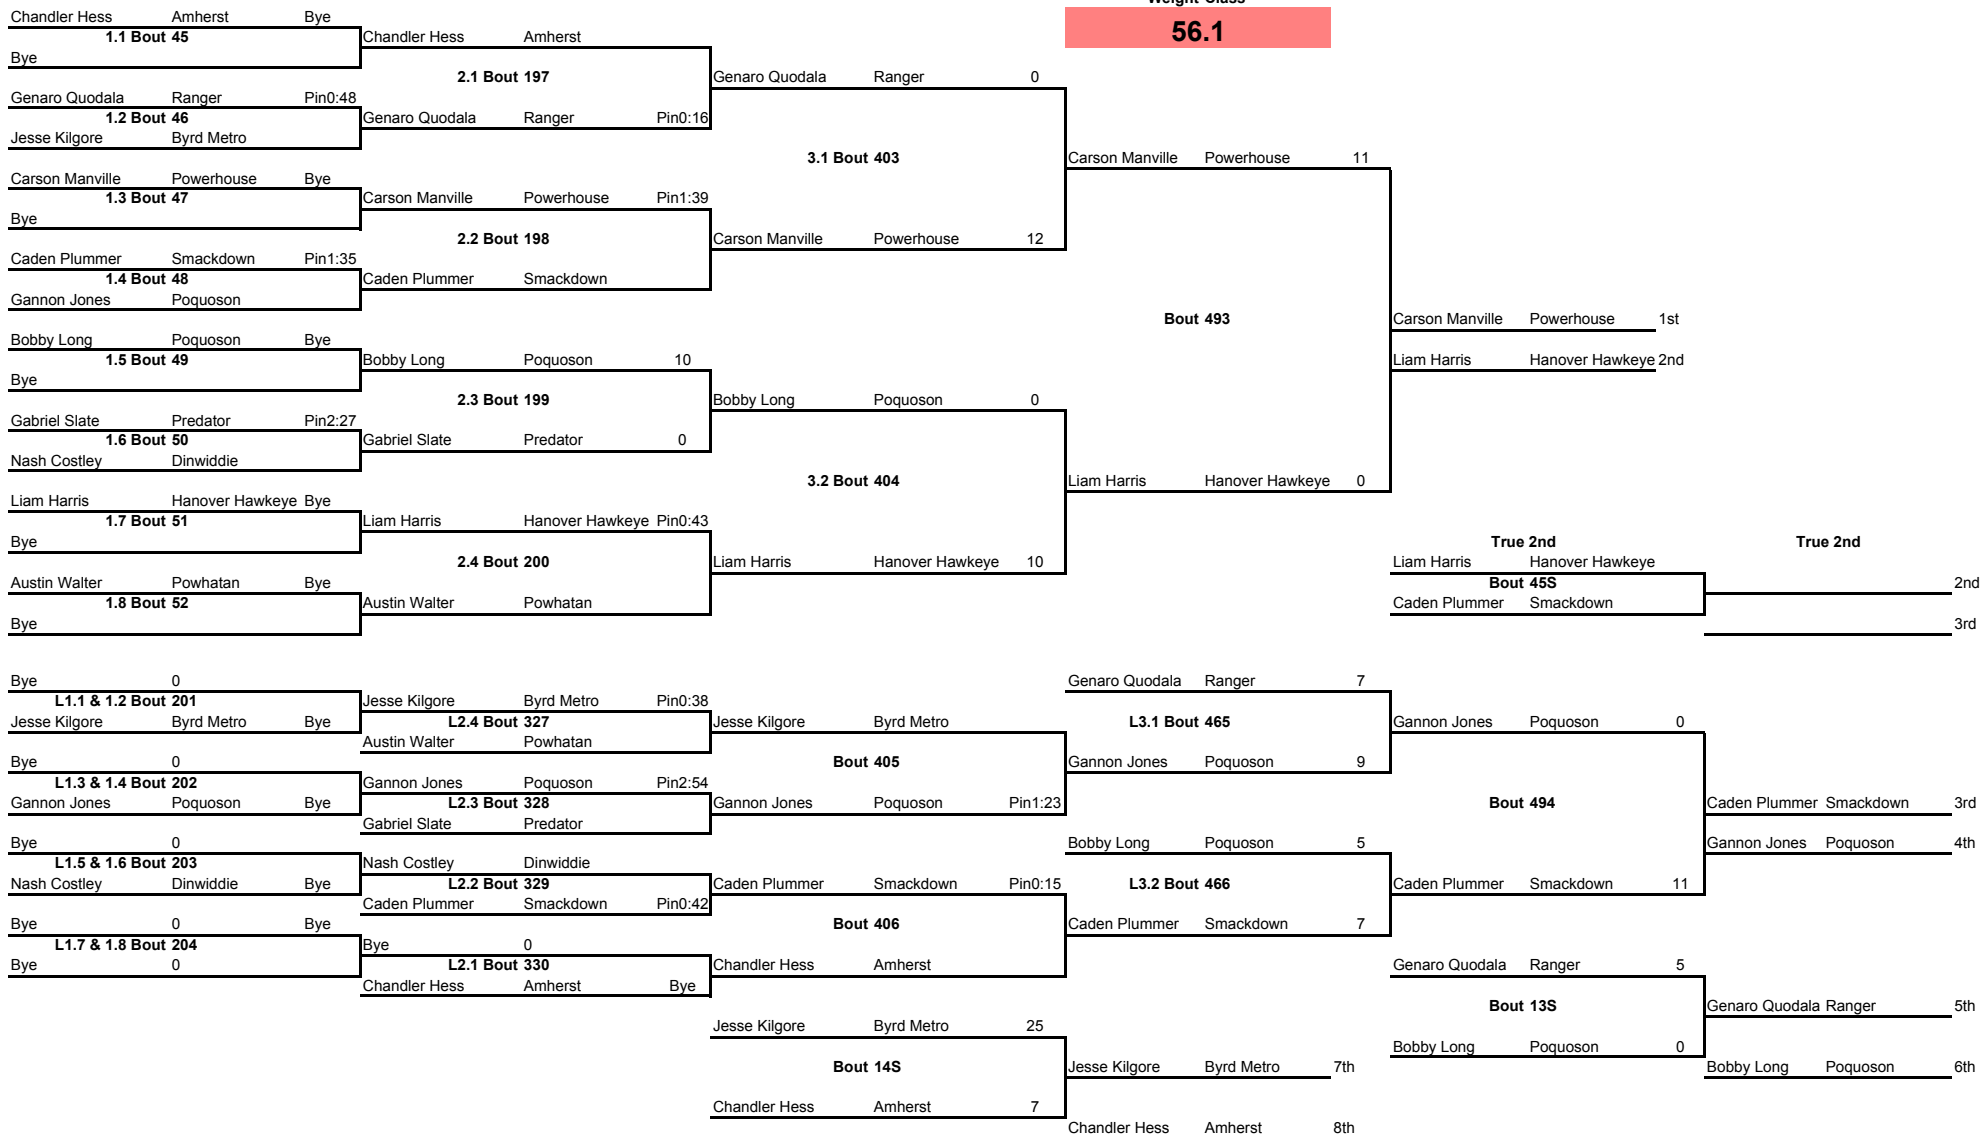 Weight Class
56.1
Chandler Hess Amherst Bye
1.1 Bout 45
Bye
Genaro Quodala Ranger Pin0:48
1.2 Bout 46
Jesse Kilgore Byrd Metro
Carson Manville Powerhouse Bye
1.3 Bout 47
Bye
Caden Plummer Smackdown Pin1:35
1.4 Bout 48
Gannon Jones Poquoson
Bobby Long Poquoson Bye
1.5 Bout 49
Bye
Gabriel Slate Predator Pin2:27
1.6 Bout 50
Nash Costley Dinwiddie
Liam Harris Hanover Hawkeye Bye
1.7 Bout 51
Bye
Austin Walter Powhatan Bye
1.8 Bout 52
Bye
Chandler Hess Amherst
2.1 Bout 197
Genaro Quodala Ranger Pin0:16
Carson Manville Powerhouse Pin1:39
2.2 Bout 198
Caden Plummer Smackdown
Bobby Long Poquoson 10
2.3 Bout 199
Gabriel Slate Predator 0
Liam Harris Hanover Hawkeye Pin0:43
2.4 Bout 200
Austin Walter Powhatan
Genaro Quodala Ranger 0
3.1 Bout 403
Carson Manville Powerhouse 12
Bobby Long Poquoson 0
3.2 Bout 404
Liam Harris Hanover Hawkeye 10
Carson Manville Powerhouse 11
Bout 493
Liam Harris Hanover Hawkeye 0
Carson Manville Powerhouse 1st
Liam Harris Hanover Hawkeye 2nd
True 2nd True 2nd
Liam Harris Hanover Hawkeye
Bout 45S
Caden Plummer Smackdown
2nd
3rd
Bye 0
L1.1 & 1.2 Bout 201
Jesse Kilgore Byrd Metro Bye
Bye 0
L1.3 & 1.4 Bout 202
Gannon Jones Poquoson Bye
Bye 0
L1.5 & 1.6 Bout 203
Nash Costley Dinwiddie Bye
Bye 0 Bye
L1.7 & 1.8 Bout 204
Bye 0
Jesse Kilgore Byrd Metro Pin0:38
L2.4 Bout 327
Austin Walter Powhatan
Gannon Jones Poquoson Pin2:54
L2.3 Bout 328
Gabriel Slate Predator
Nash Costley Dinwiddie
L2.2 Bout 329
Caden Plummer Smackdown Pin0:42
Bye 0
L2.1 Bout 330
Chandler Hess Amherst Bye
Jesse Kilgore Byrd Metro
Bout 405
Gannon Jones Poquoson Pin1:23
Caden Plummer Smackdown Pin0:15
Bout 406
Chandler Hess Amherst
Genaro Quodala Ranger 7
L3.1 Bout 465
Gannon Jones Poquoson 9
Bobby Long Poquoson 5
L3.2 Bout 466
Caden Plummer Smackdown 7
Gannon Jones Poquoson 0
Bout 494
Caden Plummer Smackdown 11
Caden Plummer Smackdown 3rd
Gannon Jones Poquoson 4th
Genaro Quodala Ranger 5
Bout 13S
Bobby Long Poquoson 0
Genaro Quodala Ranger 5th
Bobby Long Poquoson 6th
Jesse Kilgore Byrd Metro 25
Bout 14S
Chandler Hess Amherst 7
Jesse Kilgore Byrd Metro 7th
Chandler Hess Amherst 8th